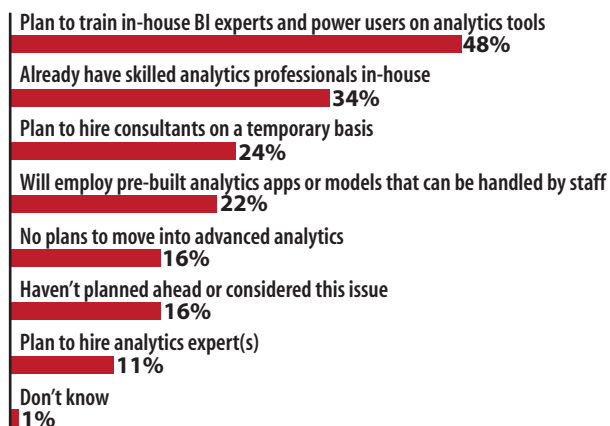 Plan to train in-house BI experts and power users on analytics tools
48%
Already have skilled analytics professionals in-house
34%
Plan to hire consultants on a temporary basis
24%
Will employ pre-built analytics apps or models that can be handled by staff
22%
No plans to move into advanced analytics
16%
Haven’t planned ahead or considered this issue
16%
Plan to hire analytics expert(s)
11%
Don’t know
1%